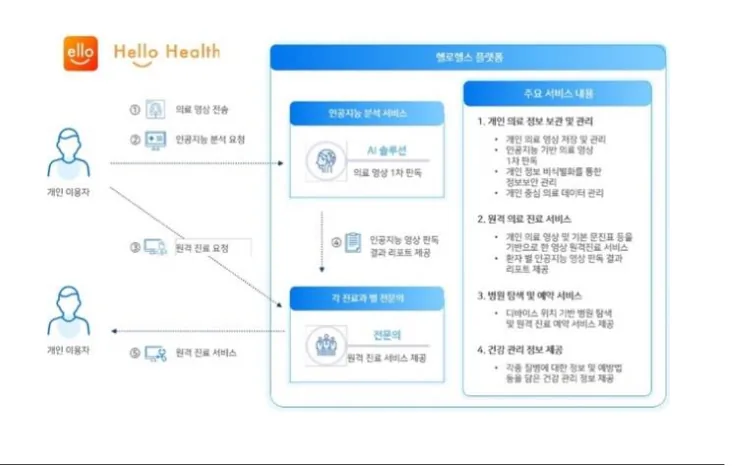 ello
Hello Health
헬로헬스 플랫폼
① 의료 영상 전송
② 인공지능 분석 요청
개인 이용자
③ 원격 진료 요청
개인 이용자
⑤ 원격 진료 서비스
인공지능 분석 서비스
AI 솔루션
의료 영상 1차 판독
④ 인공지능 영상 판독
결과 리포트 제공
각 진료과 별 전문의
전문의
원격 진료 서비스 제공
주요 서비스 내용
1. 개인 의료 정보 보관 및 관리
• 개인 의료 영상 저장 및 관리
• 인공지능 기반 의료 영상
1차 판독
• 개인 정보 비식별화를 통한
정보보안 관리
• 개인 중심 의료 데이터 관리
2. 원격 의료 진료 서비스
• 개인 의료 영상 및 기본 문진표 등을
기반으로 한 영상 원격진료 서비스
• 환자 별 인공지능 영상 판독 결과
리포트 제공
3. 병원 탐색 및 예약 서비스
• 디바이스 위치 기반 병원 탐색
및 원격 진료 예약 서비스 제공
4. 건강 관리 정보 제공
• 각종 질병에 대한 정보 및 예방법
등을 담은 건강 관리 정보 제공